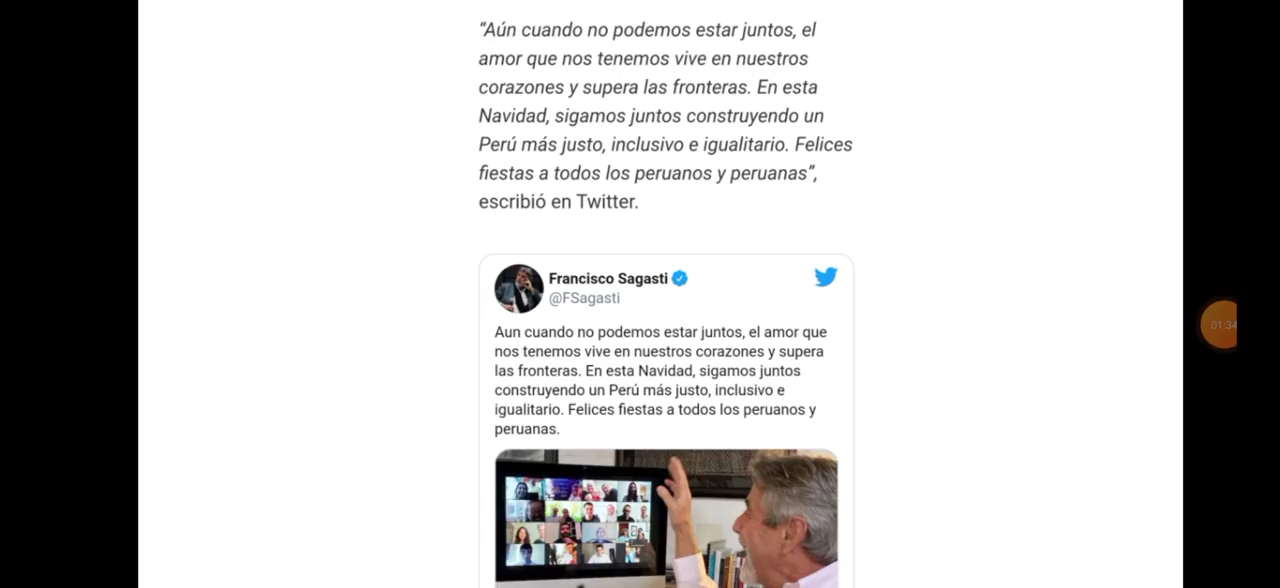 “Aún cuando no podemos estar juntos, el
amor que nos tenemos vive en nuestros
corazones y supera las fronteras. En esta
Navidad, sigamos juntos construyendo un
Perú más justo, inclusivo e igualitario. Felices
fiestas a todos los peruanos y peruanas”,
escribió en Twitter.
Francisco Sagasti
@FSagasti
Aun cuando no podemos estar juntos, el amor que
nos tenemos vive en nuestros corazones y supera
las fronteras. En esta Navidad, sigamos juntos
construyendo un Perú más justo, inclusivo e
igualitario. Felices fiestas a todos los peruanos y
peruanas.
01:34